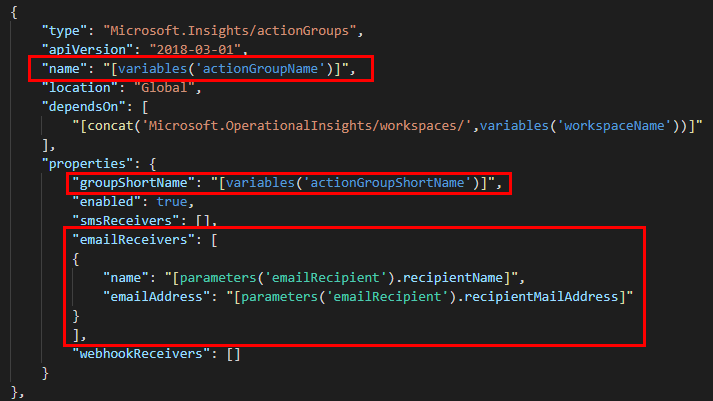 {
"type": "Microsoft.Insights/actionGroups",
"apiVersion": "2018-03-01",
"name": "[variables('actionGroupName')]",
"location": "Global",
"dependsOn": [
"[concat('Microsoft.OperationalInsights/workspaces/',variables('workspaceName'))]"
],
"properties": {
"groupShortName": "[variables('actionGroupShortName')]",
"enabled": true,
"smsReceivers": [],
"emailReceivers": [
{
"name": "[parameters('emailRecipient').recipientName]",
"emailAddress": "[parameters('emailRecipient').recipientMailAddress]"
}
],
"webhookReceivers": []
}
},